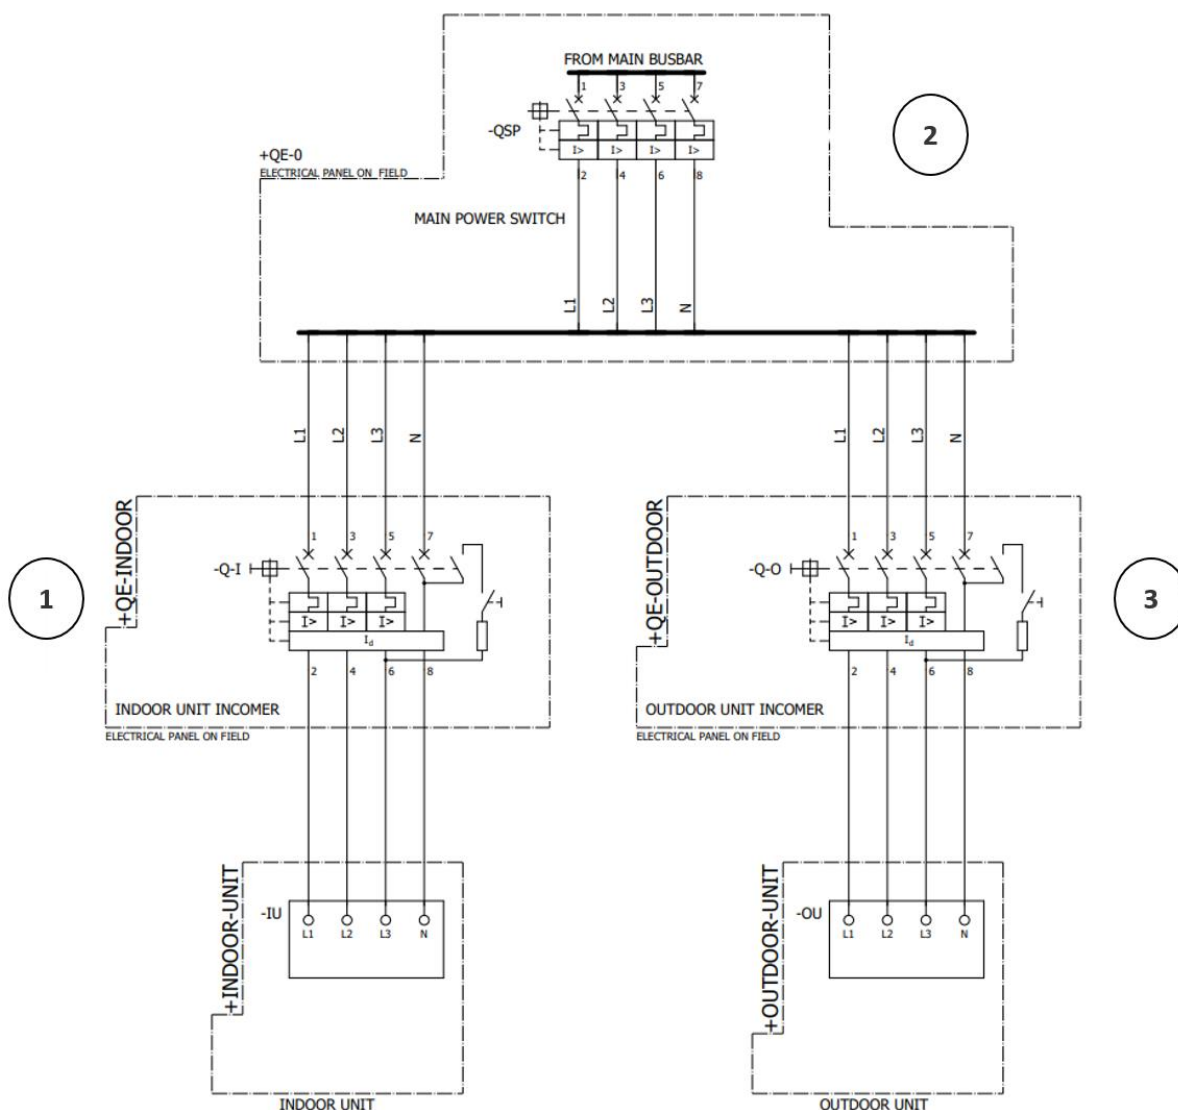 FROM MAIN BUSBAR
1 3 5 7
2
-QSP
I> I> I> I>
+QE-0
ELECTRICAL PANEL ON FIELD
2 4 6 8
MAIN POWER SWITCH
L1 L2 L3 N
L1 L2 L3 N
L1 L2 L3 N
+QE-INDOOR
1 3 5 7
-Q-I
I> I> I>
Id
2 4 6 8
1
INDOOR UNIT INCOMER
ELECTRICAL PANEL ON FIELD
+QE-OUTDOOR
1 3 5 7
-Q-O
I> I> I>
Id
2 4 6 8
3
OUTDOOR UNIT INCOMER
ELECTRICAL PANEL ON FIELD
+INDOOR-UNIT
-IU
L1 L2 L3 N
INDOOR UNIT
+OUTDOOR-UNIT
-OU
L1 L2 L3 N
OUTDOOR UNIT